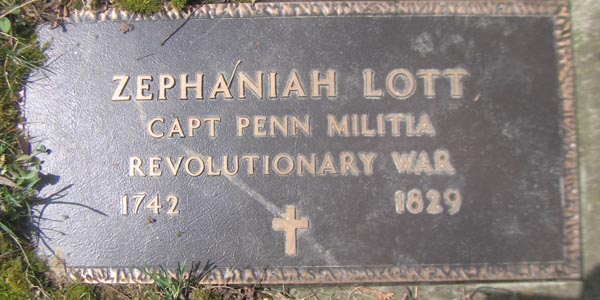 ZEPHANIAH LOTT
CAPT PENN MILITIA
REVOLUTIONARY WAR
1742 1829